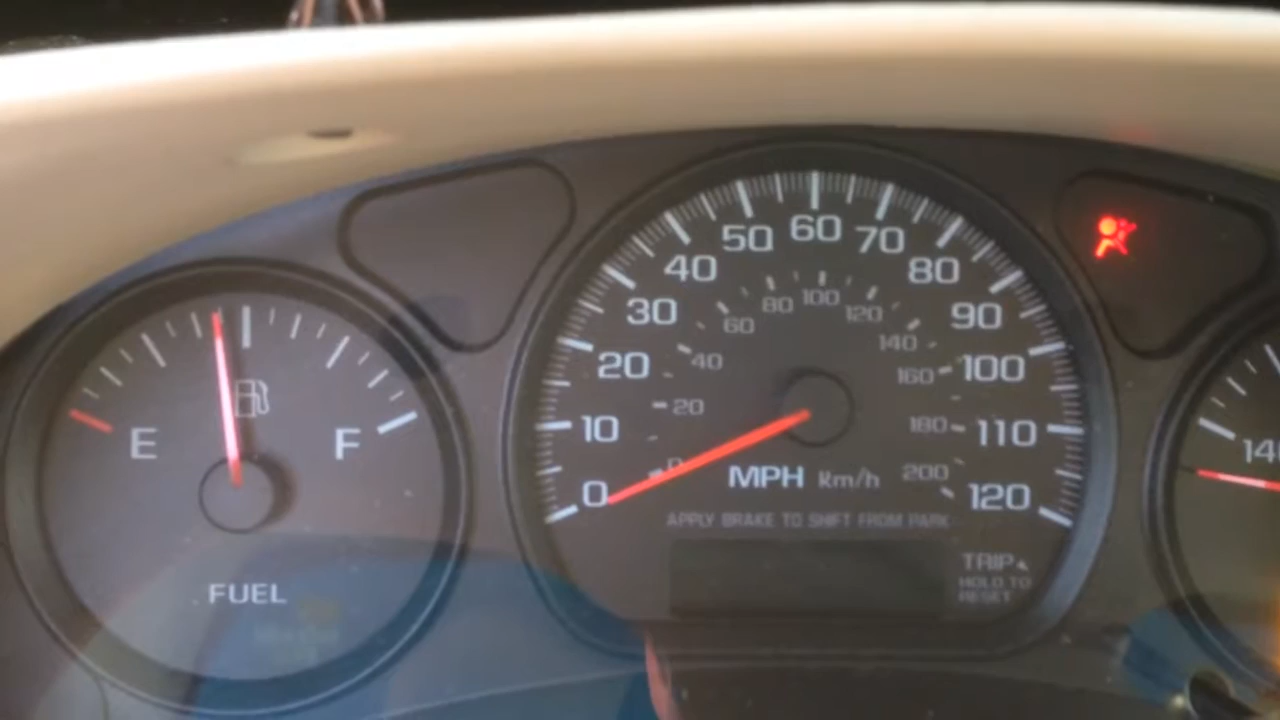 E F
FUEL
0 10 20 30 40 50 60 70 80 90 100 110 120
0 20 40 60 80 100 120 140 160 180 200
MPH km/h
APPLY BRAKE TO SHIFT FROM PARK
TRIP
HOLD TO
RESET